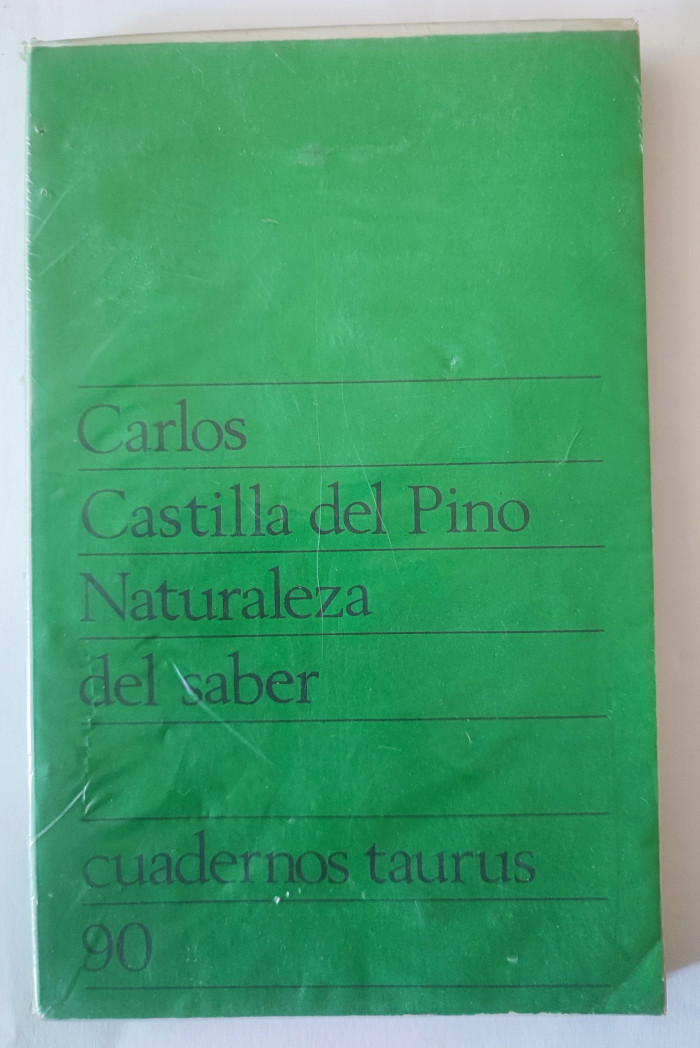 Carlos
Castilla del Pino
Naturaleza
del saber
cuadernos taurus
90